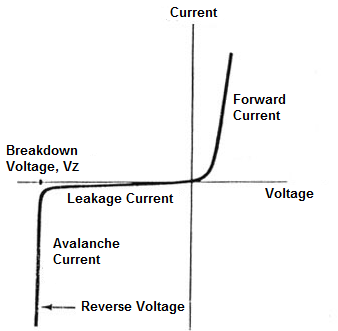 Current
Forward
Current
Breakdown
Voltage, Vz
Voltage
Leakage Current
Avalanche
Current
Reverse Voltage